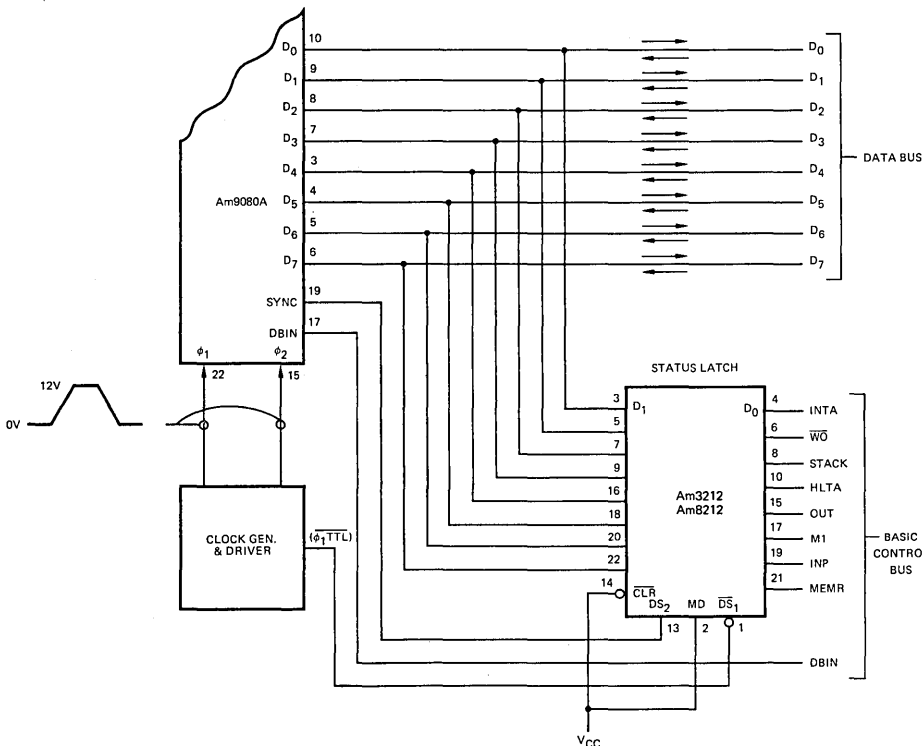 10
D₀ D₀
9
D₁ D₁
8
D₂ D₂
7
D₃ D₃
3
D₄ D₄
4
D₅ D₅
5
D₆ D₆
6
D₇ D₇
DATA BUS
Am9080A
19
SYNC
17
DBIN
ϕ₁ ϕ₂
22 15
12V
0V
CLOCK GEN.
& DRIVER
(ϕ̅₁̅ ̅T̅T̅L̅)
STATUS LATCH
3 D₁ D₀ 4 INTA
5 6 W̅O̅
7 8 STACK
9 10 HLTA
16 15 OUT
18 17 M1
20 19 INP
22 21 MEMR
Am3212
Am8212
14 C̅L̅R̅
DS₂ MD D̅S̅₁
13 2 1
DBIN
BASIC
CONTRO
BUS
VCC